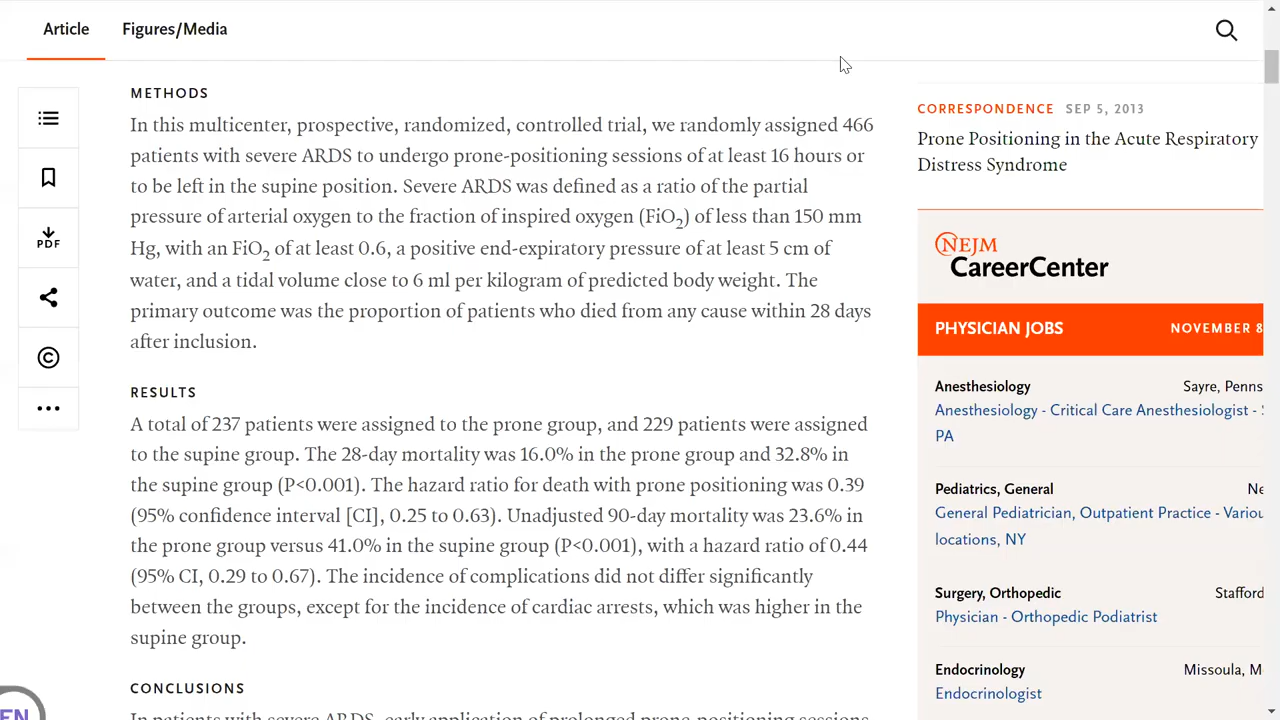 Article
Figures/Media
METHODS
In this multicenter, prospective, randomized, controlled trial, we randomly assigned 466
patients with severe ARDS to undergo prone-positioning sessions of at least 16 hours or
to be left in the supine position. Severe ARDS was defined as a ratio of the partial
pressure of arterial oxygen to the fraction of inspired oxygen (FiO2) of less than 150 mm
Hg, with an FiO2 of at least 0.6, a positive end-expiratory pressure of at least 5 cm of
water, and a tidal volume close to 6 ml per kilogram of predicted body weight. The
primary outcome was the proportion of patients who died from any cause within 28 days
after inclusion.
RESULTS
A total of 237 patients were assigned to the prone group, and 229 patients were assigned
to the supine group. The 28-day mortality was 16.0% in the prone group and 32.8% in
the supine group (P<0.001). The hazard ratio for death with prone positioning was 0.39
(95% confidence interval [CI], 0.25 to 0.63). Unadjusted 90-day mortality was 23.6% in
the prone group versus 41.0% in the supine group (P<0.001), with a hazard ratio of 0.44
(95% CI, 0.29 to 0.67). The incidence of complications did not differ significantly
between the groups, except for the incidence of cardiac arrests, which was higher in the
supine group.
CONCLUSIONS
In patients with severe ARDS, early application of prolonged prone-positioning sessions
PDF
©
EN
CORRESPONDENCE SEP 5, 2013
Prone Positioning in the Acute Respiratory
Distress Syndrome
NEJM
CareerCenter
PHYSICIAN JOBS NOVEMBER 8
Anesthesiology Sayre, Penns
Anesthesiology - Critical Care Anesthesiologist -
PA
Pediatrics, General Ne
General Pediatrician, Outpatient Practice - Variou
locations, NY
Surgery, Orthopedic Stafford
Physician - Orthopedic Podiatrist
Endocrinology Missoula, M
Endocrinologist